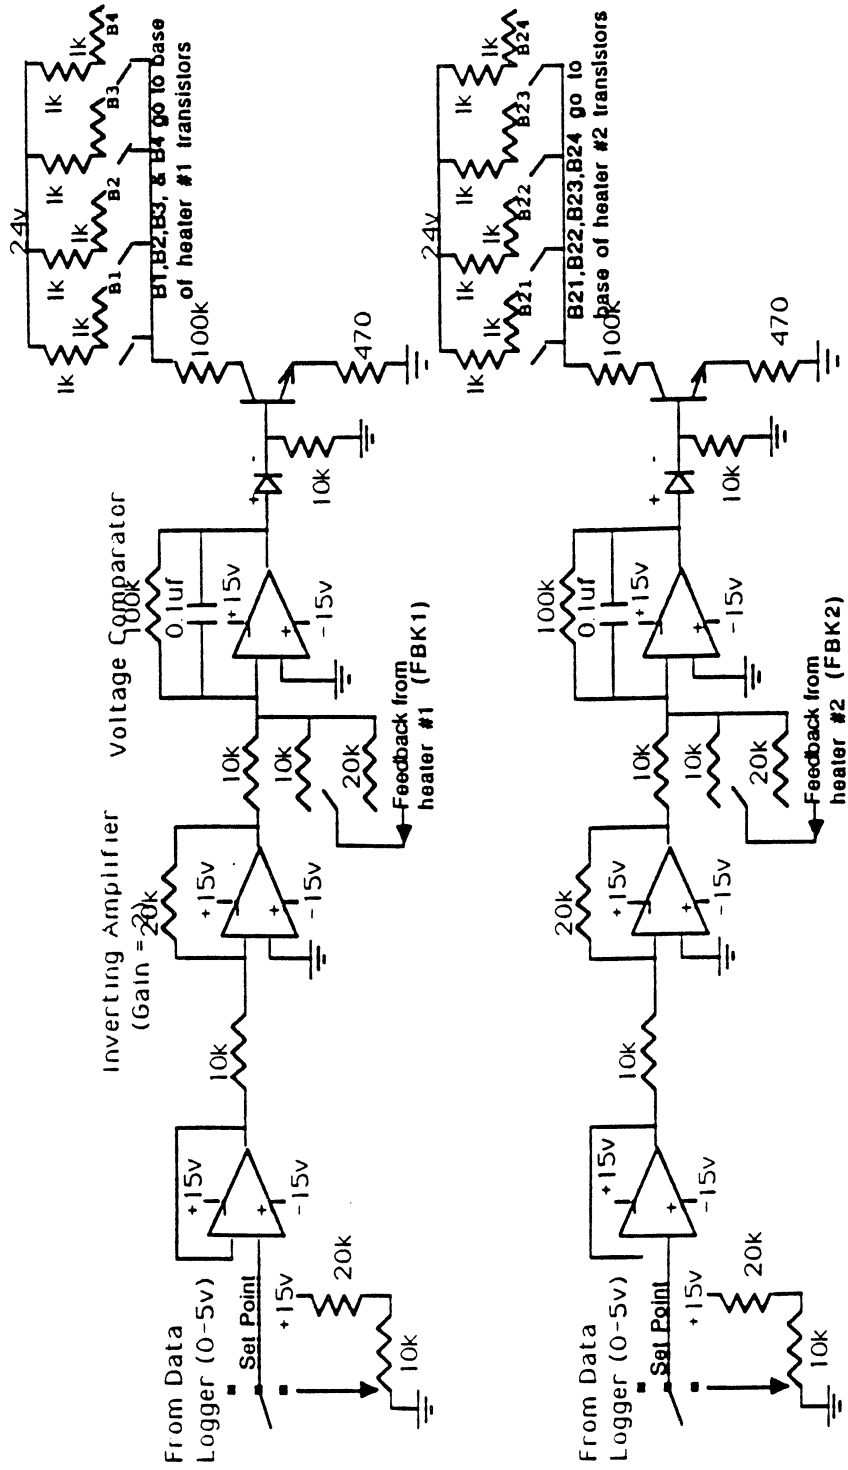 24v
1k
1k
1k
1k
1k
1k
1k
1k
B1
B2
B3
B4
B1,B2,B3, & B4 go to base
of heater #1 transistors
100k
470
10k
+
-
Voltage Comparator
100k
0.1uf
+15v
-
+
-15v
10k
10k
20k
Feedback from
heater #1 (FBK1)
Inverting Amplifier
(Gain = 2)
20k
+15v
-
+
-15v
10k
+15v
-
+
-15v
From Data
Logger (0-5v)
Set Point
+15v
20k
10k
24v
1k
1k
1k
1k
1k
1k
1k
1k
B21
B22
B23
B24
B21,B22,B23,B24 go to
base of heater #2 transistors
100k
470
10k
+
-
100k
0.1uf
+15v
-
+
-15v
10k
10k
20k
Feedback from
heater #2 (FBK2)
20k
+15v
-
+
-15v
10k
+15v
-
+
-15v
From Data
Logger (0-5v)
Set Point
+15v
20k
10k